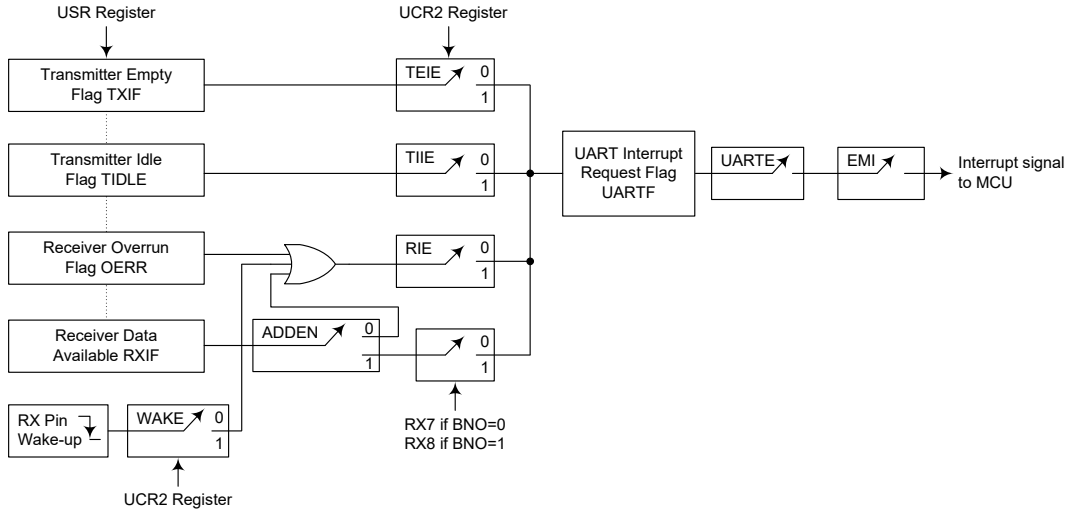 USR Register
UCR2 Register
Transmitter Empty
Flag TXIF
TEIE
0
1
Transmitter Idle
Flag TIDLE
TIIE
0
1
UART Interrupt
Request Flag
UARTF
UARTE
EMI
Interrupt signal
to MCU
Receiver Overrun
Flag OERR
RIE
0
1
Receiver Data
Available RXIF
ADDEN
0
1
0
1
RX Pin
Wake-up
WAKE
0
1
RX7 if BNO=0
RX8 if BNO=1
UCR2 Register